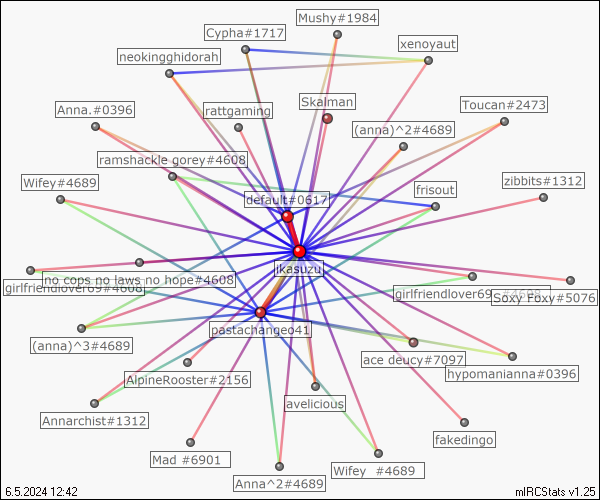 Mushy#1984
Cypha#1717
xenoyaut
neokingghidorah
Skalman
Anna.#0396
rattgaming
Toucan#2473
(anna)^2#4689
ramshackle gorey#4608
Wifey#4689
default#0617
frisout
zibbits#1312
jkasuzu
no cops no laws no hope#4608
girlfriendlover69#4608
girlfriendlover69
Soxy Foxy#5076
pastachangeo41
(anna)^3#4689
ace deucy#7097
hypomanianna#0396
AlpineRooster#2156
avelicious
Annarchist#1312
fakedingo
Mad #6901
Wifey #4689
Anna^2#4689
6.5.2024 12:42
mIRCStats v1.25